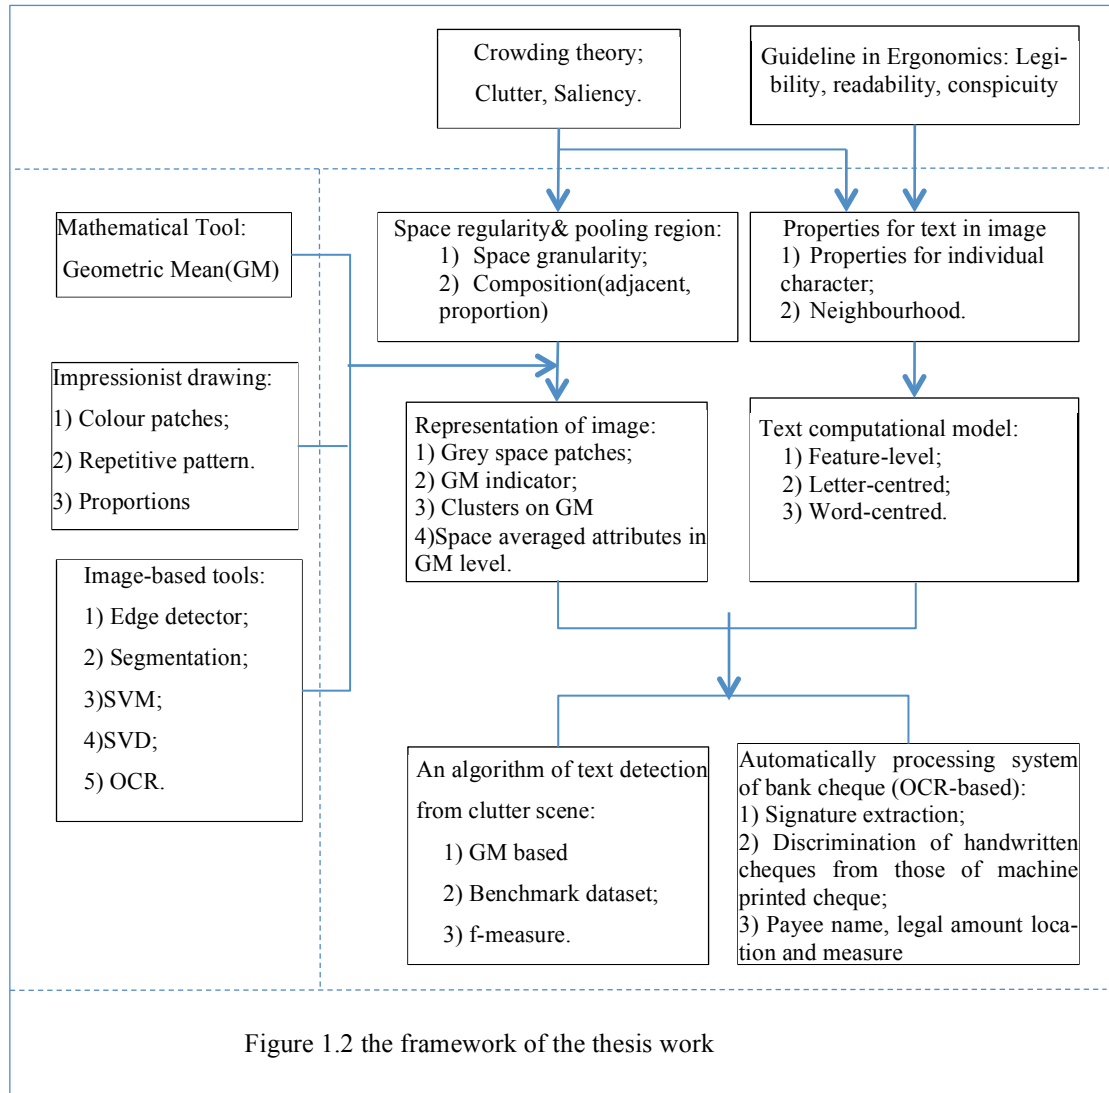 Crowding theory;
Clutter, Saliency.
Guideline in Ergonomics: Legi-
bility, readability, conspicuity
Mathematical Tool:
Geometric Mean(GM)
Space regularity& pooling region:
1) Space granularity;
2) Composition(adjacent,
proportion)
Properties for text in image
1) Properties for individual
character;
2) Neighbourhood.
Impressionist drawing:
1) Colour patches;
2) Repetitive pattern.
3) Proportions
Representation of image:
1) Grey space patches;
2) GM indicator;
3) Clusters on GM
4)Space averaged attributes in
GM level.
Text computational model:
1) Feature-level;
2) Letter-centred;
3) Word-centred.
Image-based tools:
1) Edge detector;
2) Segmentation;
3)SVM;
4)SVD;
5) OCR.
An algorithm of text detection
from clutter scene:
1) GM based
2) Benchmark dataset;
3) f-measure.
Automatically processing system
of bank cheque (OCR-based):
1) Signature extraction;
2) Discrimination of handwritten
cheques from those of machine
printed cheque;
3) Payee name, legal amount loca-
tion and measure
Figure 1.2 the framework of the thesis work